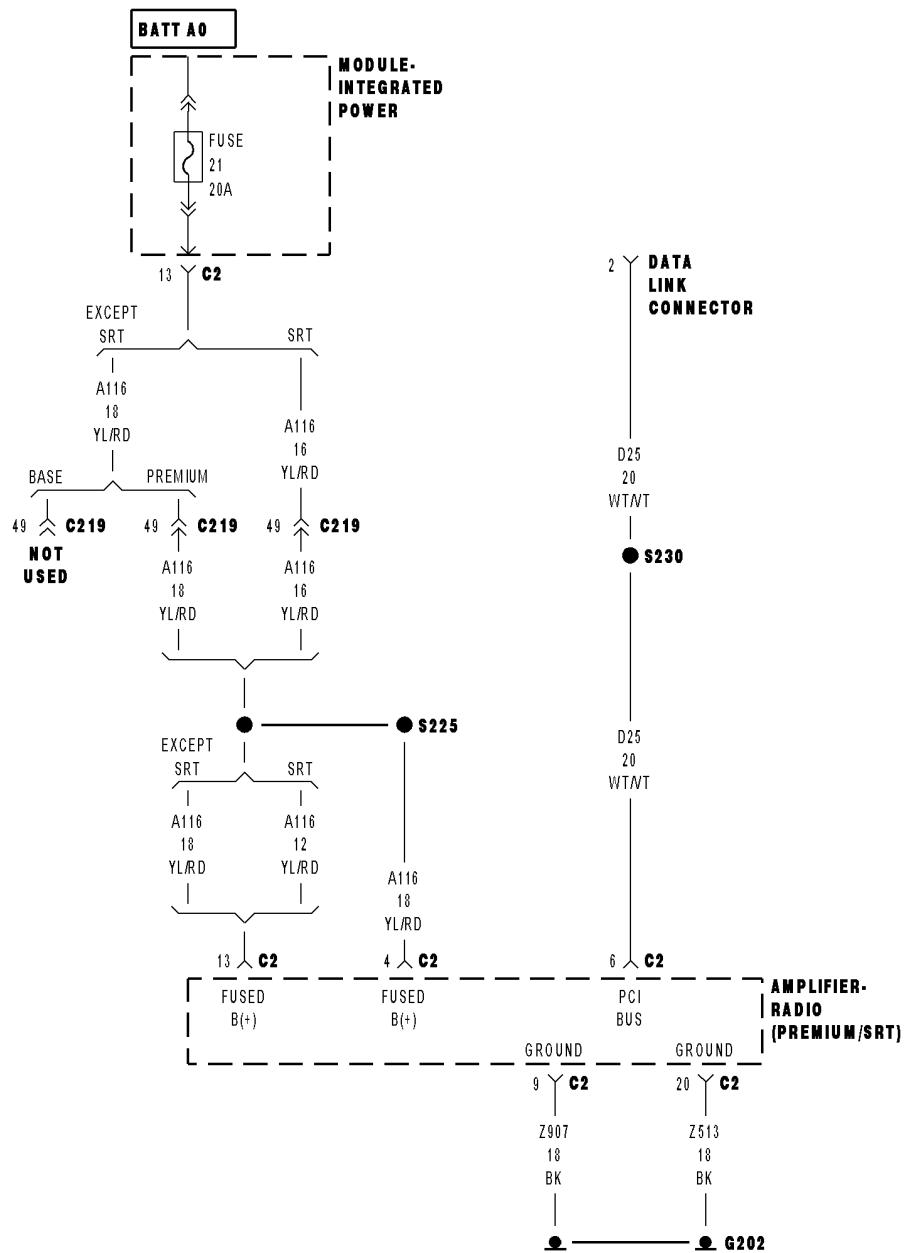 BATT A0
MODULE-
INTEGRATED
POWER
FUSE
21
20A
13 C2
2 DATA
LINK
CONNECTOR
EXCEPT
SRT
SRT
A116
18
YL/RD
A116
16
YL/RD
D25
20
WT/VT
BASE
PREMIUM
49 C219
49 C219
49 C219
NOT
USED
A116
18
YL/RD
A116
16
YL/RD
S230
S225
D25
20
WT/VT
EXCEPT
SRT
SRT
A116
18
YL/RD
A116
12
YL/RD
A116
18
YL/RD
13 C2
4 C2
6 C2
FUSED
B(+)
FUSED
B(+)
PCI
BUS
AMPLIFIER-
RADIO
(PREMIUM/SRT)
GROUND
GROUND
9 C2
20 C2
Z907
18
BK
Z513
18
BK
G202